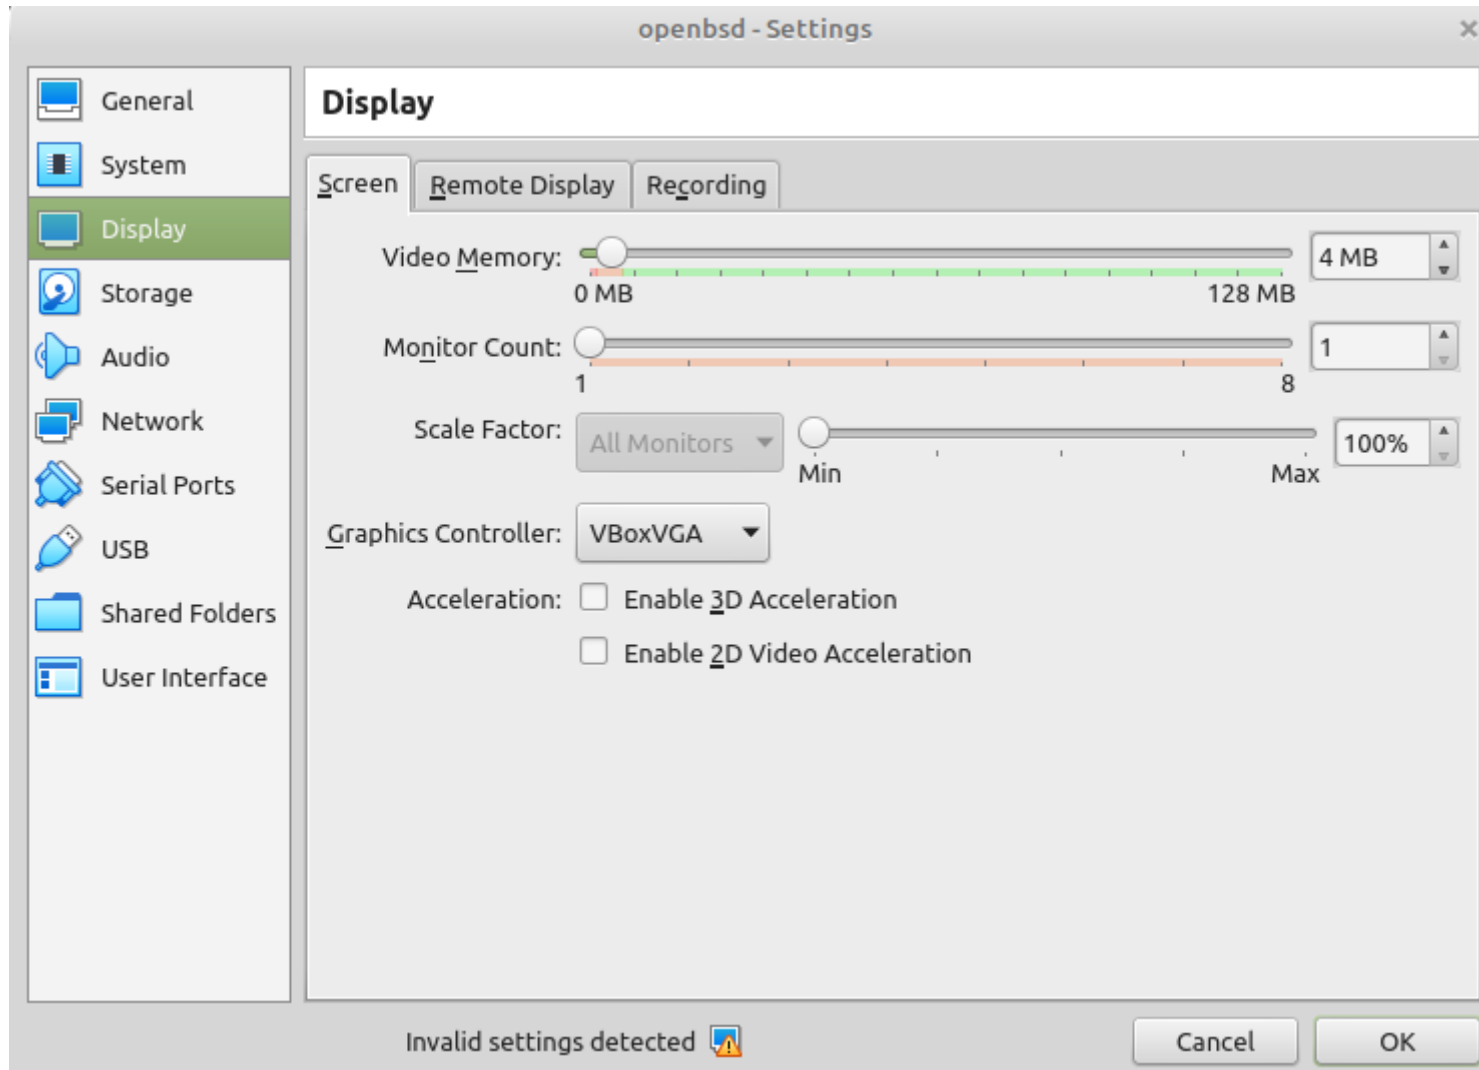 openbsd - Settings
General
System
Display
Storage
Audio
Network
Serial Ports
USB
Shared Folders
User Interface
Display
Screen Remote Display Recording
Video Memory: 4 MB
0 MB 128 MB
Monitor Count: 1
1 8
Scale Factor: All Monitors 100%
Min Max
Graphics Controller: VBoxVGA
Acceleration: Enable 3D Acceleration
Enable 2D Video Acceleration
Invalid settings detected Cancel OK